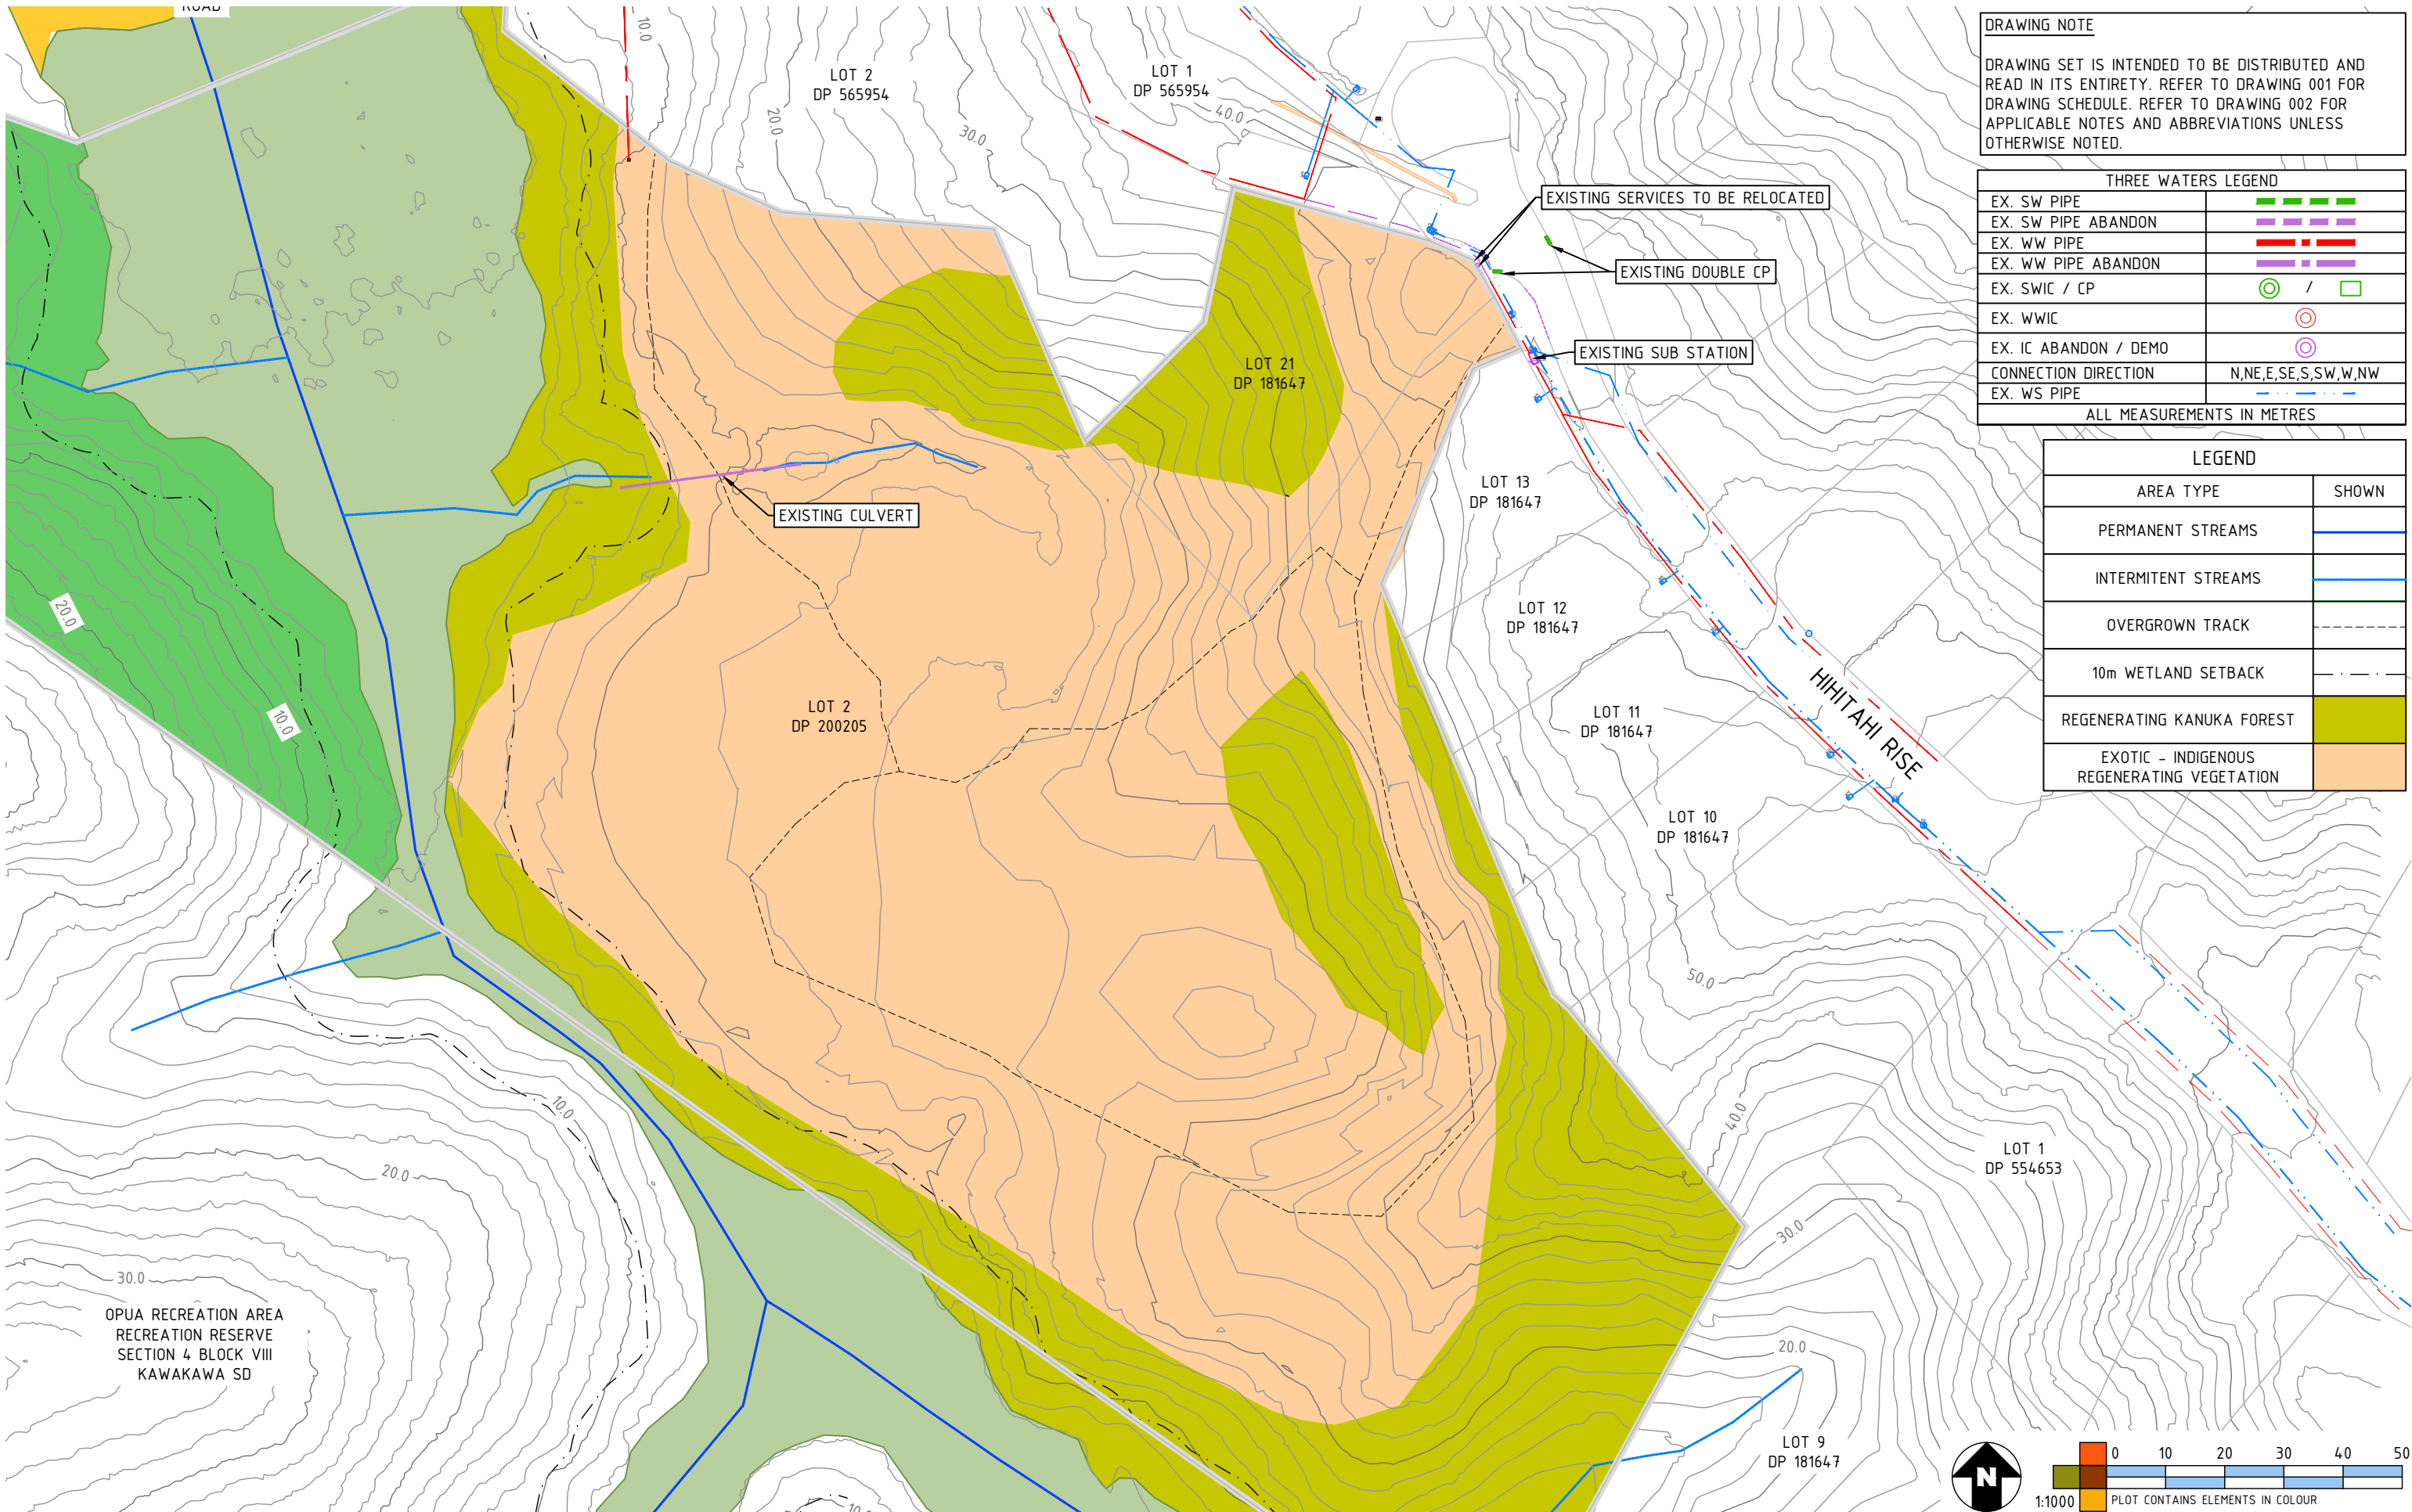 ROAD
10.0
LOT 2
DP 565954
20.0
30.0
LOT 1
DP 565954
40.0
DRAWING NOTE
DRAWING SET IS INTENDED TO BE DISTRIBUTED AND
READ IN ITS ENTIRETY. REFER TO DRAWING 001 FOR
DRAWING SCHEDULE. REFER TO DRAWING 002 FOR
APPLICABLE NOTES AND ABBREVIATIONS UNLESS
OTHERWISE NOTED.
THREE WATERS LEGEND
EX. SW PIPE
EX. SW PIPE ABANDON
EX. WW PIPE
EX. WW PIPE ABANDON
EX. SWIC / CP /
EX. WWIC
EX. IC ABANDON / DEMO
CONNECTION DIRECTION N,NE,E,SE,S,SW,W,NW
EX. WS PIPE
ALL MEASUREMENTS IN METRES
LEGEND
AREA TYPE SHOWN
PERMANENT STREAMS
INTERMITENT STREAMS
OVERGROWN TRACK
10m WETLAND SETBACK
REGENERATING KANUKA FOREST
EXOTIC - INDIGENOUS
REGENERATING VEGETATION
EXISTING SERVICES TO BE RELOCATED
EXISTING DOUBLE CP
EXISTING SUB STATION
LOT 21
DP 181647
LOT 13
DP 181647
EXISTING CULVERT
LOT 12
DP 181647
20.0
10.0
LOT 2
DP 200205
LOT 11
DP 181647
HIHITAHI RISE
LOT 10
DP 181647
50.0
10.0
40.0
LOT 1
DP 554653
20.0
30.0
30.0
OPUA RECREATION AREA
RECREATION RESERVE
SECTION 4 BLOCK VIII
KAWAKAWA SD
20.0
LOT 9
DP 181647
N
0 10 20 30 40 50
1:1000
PLOT CONTAINS ELEMENTS IN COLOUR